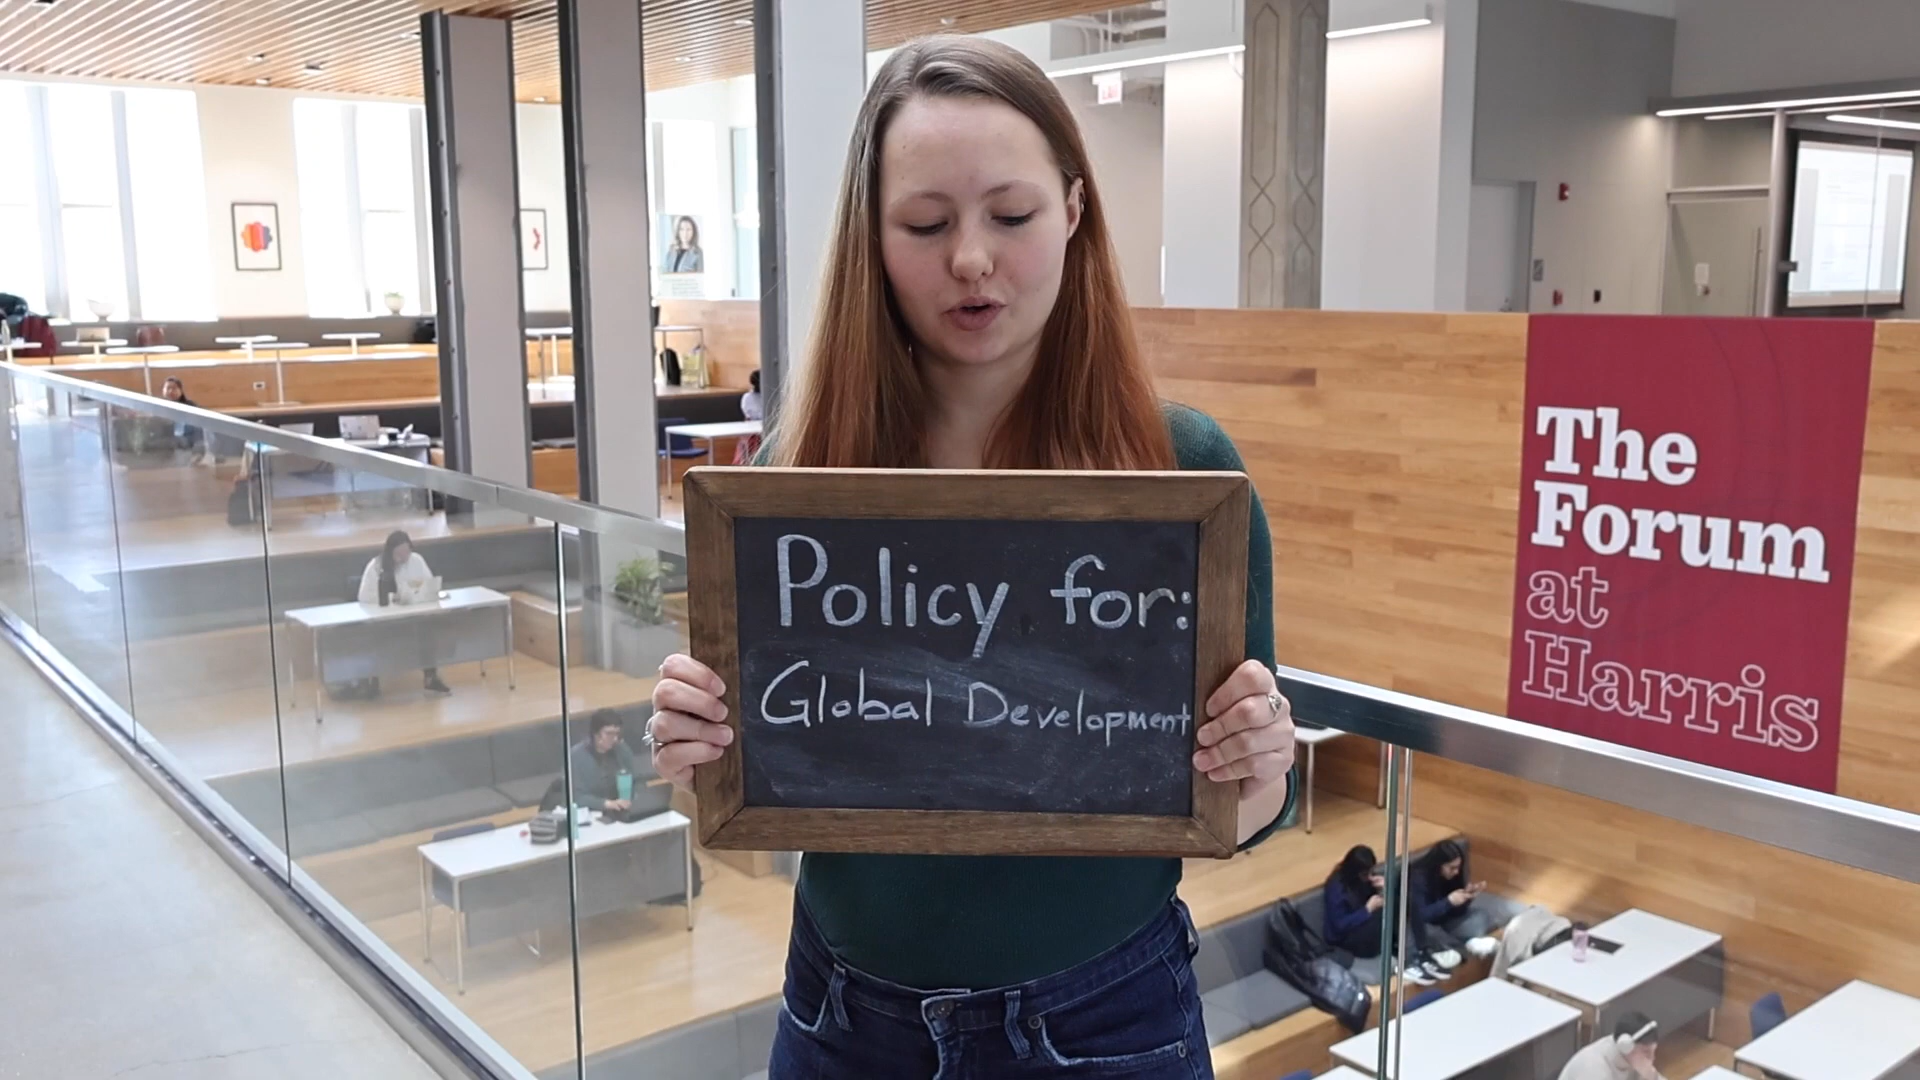 Policy for:
Global Development
The
Forum
at
Harris